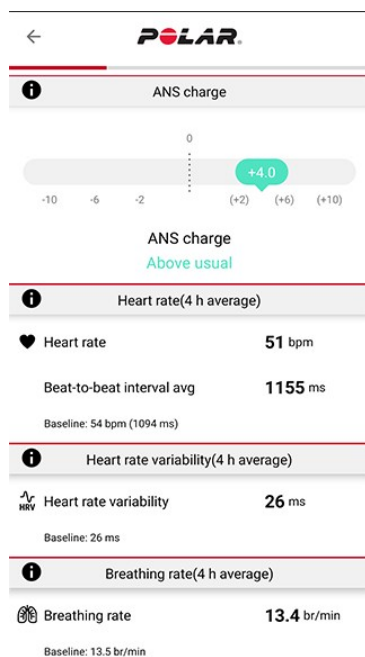 POLAR.
ANS charge
0
+4.0
-10 -6 -2 (+2) (+6) (+10)
ANS charge
Above usual
Heart rate(4 h average)
Heart rate 51 bpm
Beat-to-beat interval avg 1155 ms
Baseline: 54 bpm (1094 ms)
Heart rate variability(4 h average)
HRV Heart rate variability 26 ms
Baseline: 26 ms
Breathing rate(4 h average)
Breathing rate 13.4 br/min
Baseline: 13.5 br/min